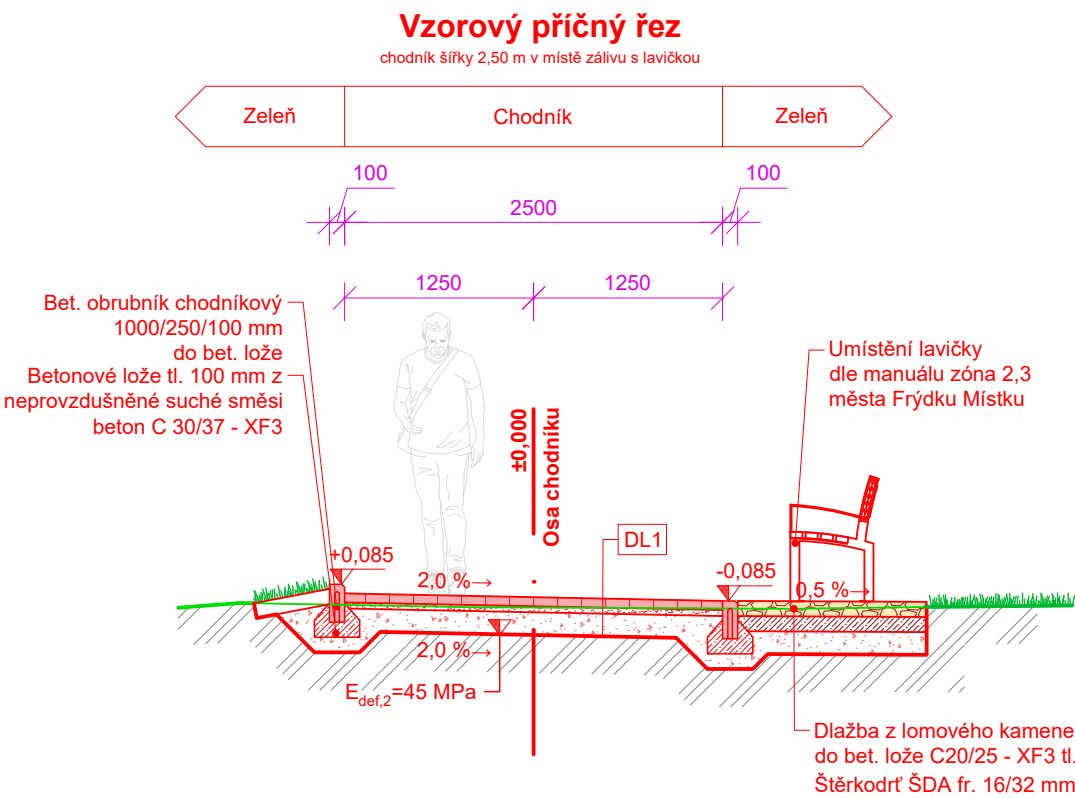 Vzorový příčný řez
chodník šířky 2,50 m v místě zálivu s lavičkou
Zeleň
Chodník
Zeleň
100
100
2500
1250
1250
Bet. obrubník chodníkový
1000/250/100 mm
do bet. lože
Betonové lože tl. 100 mm z
neprovzdušněné suché směsi
beton C 30/37 - XF3
Umístění lavičky
dle manuálu zóna 2,3
města Frýdku Místku
±0,000
Osa chodníku
DL1
+0,085
2,0 %→
-0,085
0,5 %→
2,0 %→
Edef,2=45 MPa
Dlažba z lomového kamene
do bet. lože C20/25 - XF3 tl.
Štěrkodrť ŠDA fr. 16/32 mm